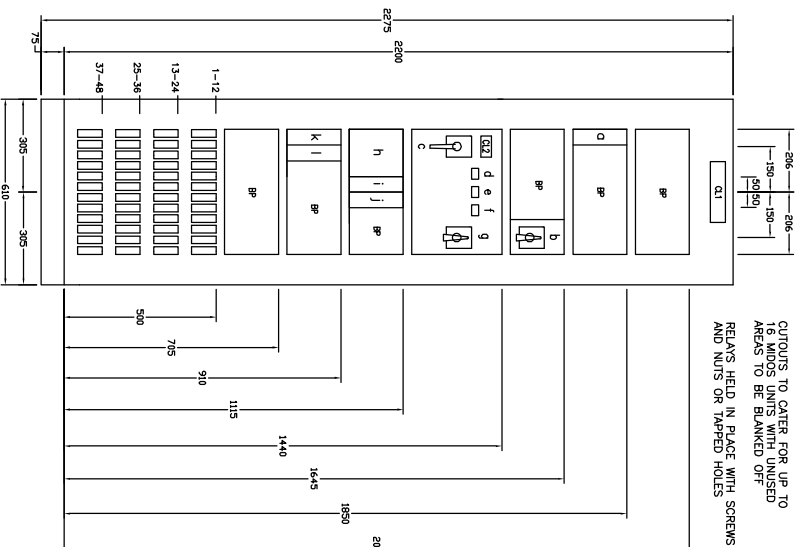 2275
2200
75
37-48
25-36
13-24
1-12
305
305
610
206
206
150
150
50
50
CL1
BP
a
BP
BP
b
CL2
c
d
e
f
g
h
i
j
BP
k
l
BP
BP
500
705
910
1115
1440
1645
1850
20
CUTOUTS TO CATER FOR UP TO
16 MIDOS UNITS WITH UNUSED
AREAS TO BE BLANKED OFF
RELAYS HELD IN PLACE WITH SCREWS
AND NUTS OR TAPPED HOLES